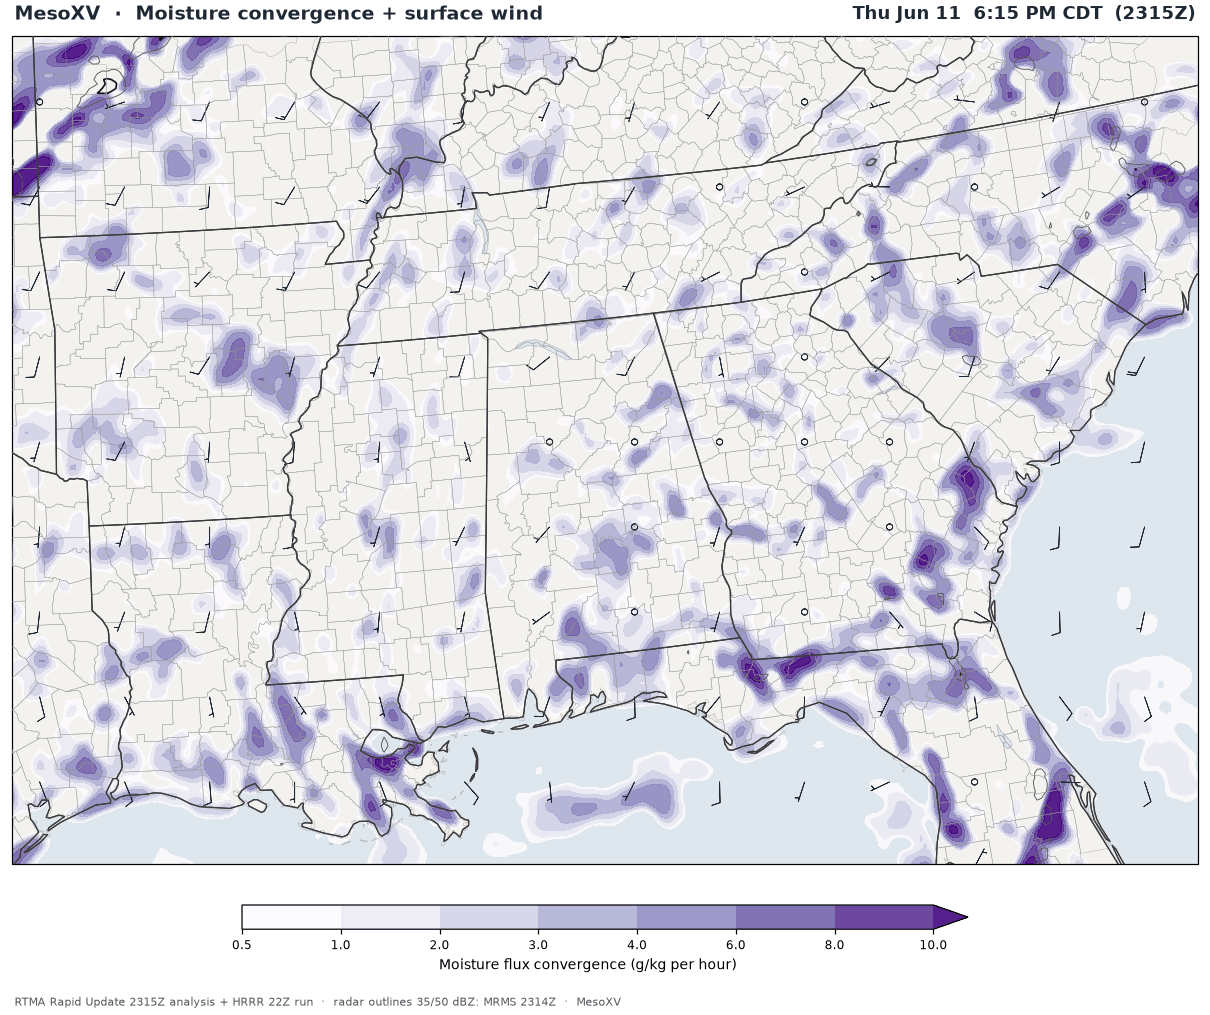 MesoXV · Moisture convergence + surface wind
Thu Jun 11 6:15 PM CDT (2315Z)
0.5 1.0 2.0 3.0 4.0 6.0 8.0 10.0
Moisture flux convergence (g/kg per hour)
RTMA Rapid Update 2315Z analysis + HRRR 22Z run · radar outlines 35/50 dBZ: MRMS 2314Z · MesoXV